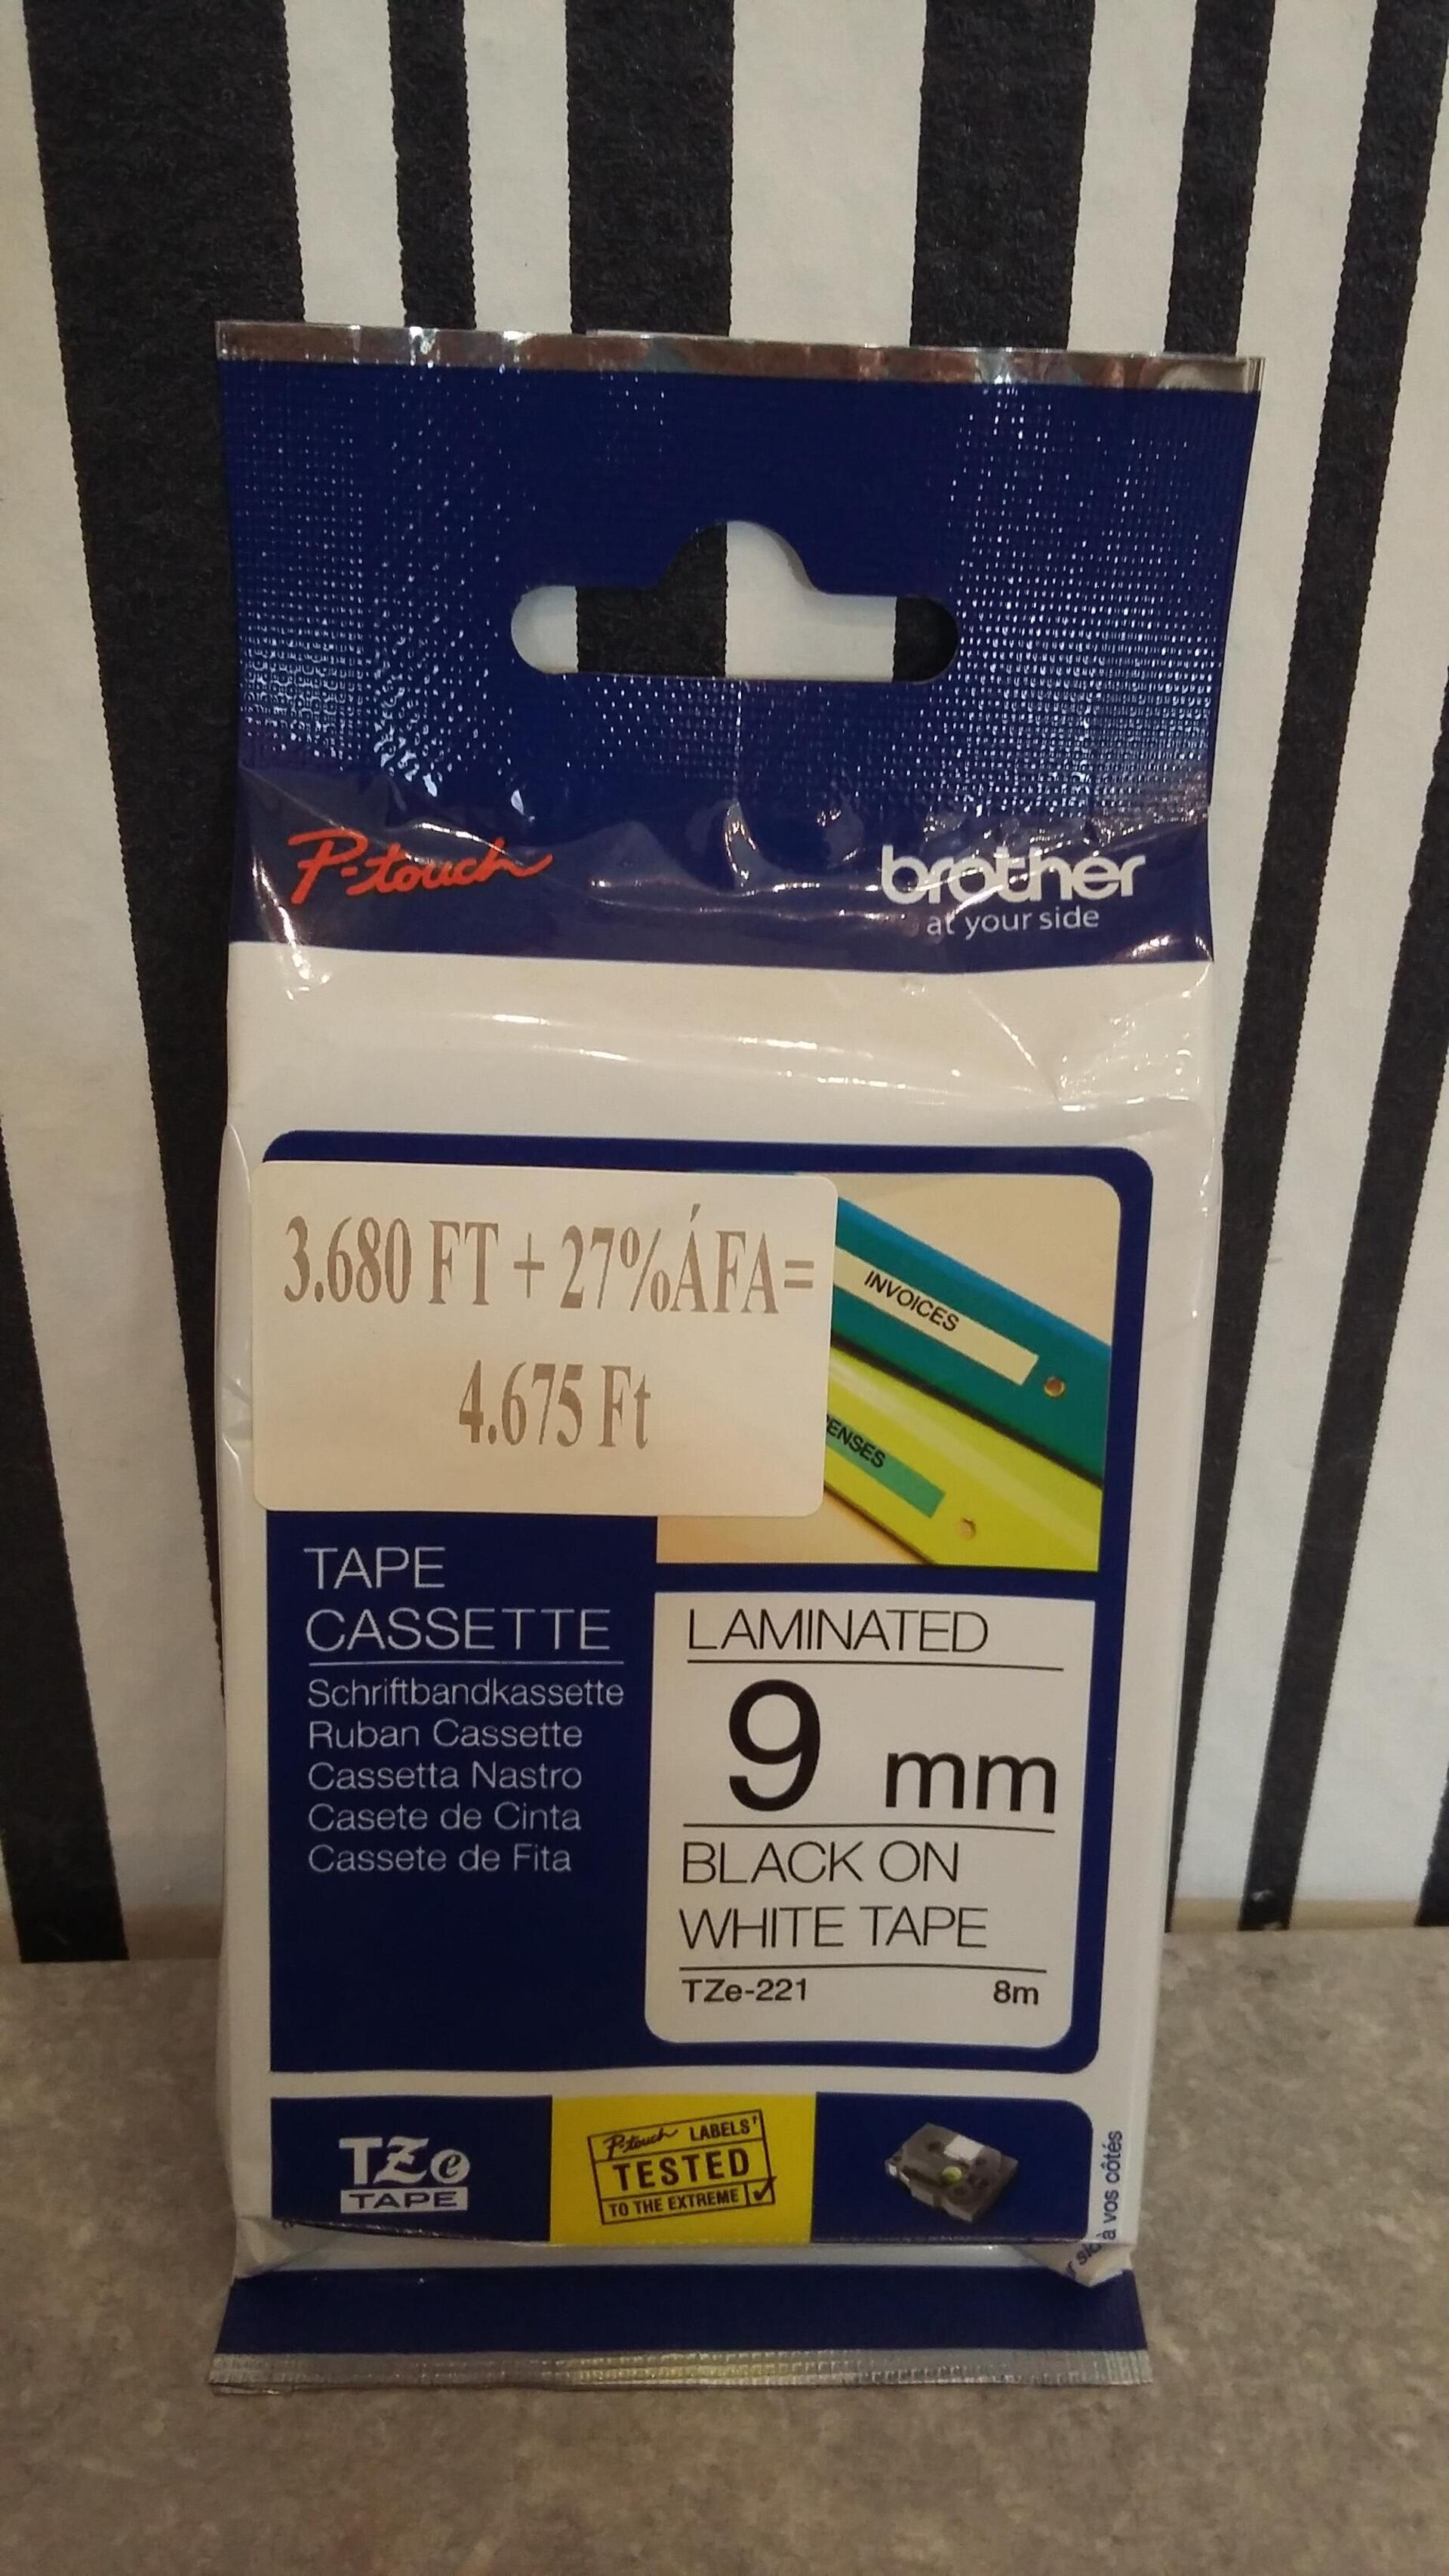 P-touch
brother
at your side
3.680 FT + 27%ÁFA=
4.675 Ft
INVOICES
ENSES
TAPE
CASSETTE
Schriftbandkassette
Ruban Cassette
Cassetta Nastro
Casete de Cinta
Cassete de Fita
LAMINATED
9 mm
BLACK ON
WHITE TAPE
TZe-221 8m
TZe
TAPE
P-touch LABELS†
TESTED
TO THE EXTREME
à vos côtés